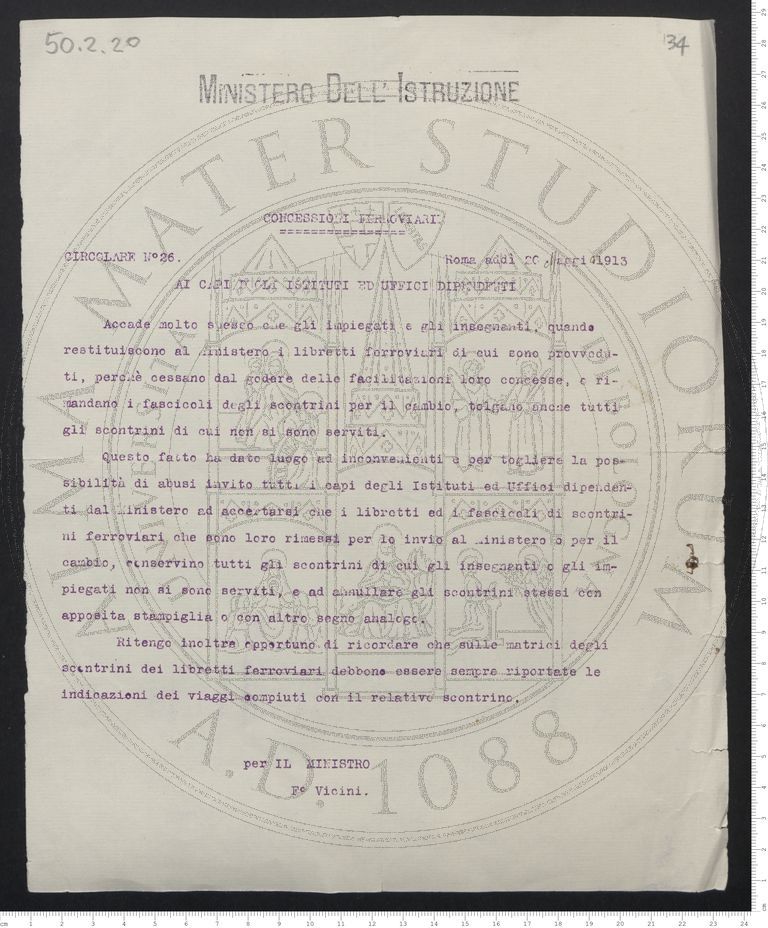 50.2.20
34
MINISTERO DELL' ISTRUZIONE
CONCESSIONI FERROVIARI
CIRCOLARE N°26.
Roma addì 20 Maggio 1913
AI CAPI DEGLI ISTITUTI ED UFFICI DIPENDENTI
Accade molto spesso che gli impiegati e gli insegnanti, quando
restituiscono al Ministero i libretti ferroviari di cui sono provvedu-
ti, perchè cessano dal godere delle facilitazioni loro concesse, o ri-
mandano i fascicoli degli scontrini per il cambio, tolgano anche tutti
gli scontrini di cui non si sono serviti.
Questo fatto ha dato luogo ad inconvenienti e per togliere la pos-
sibilità di abusi invito tutti i capi degli Istituti ed Uffici dipenden-
ti dal Ministero ad accertarsi che i libretti ed i fascicoli di scontri-
ni ferroviari che sono loro rimessi per lo invio al Ministero o per il
cambio, conservino tutti gli scontrini di cui gli insegnanti o gli im-
piegati non si sono serviti, e ad annullare gli scontrini stessi con
apposita stampiglia o con altro segno analogo.
Ritengo inoltre opportuno di ricordare che sulle matrici degli
scontrini dei libretti ferroviari debbono essere sempre riportate le
indicazioni dei viaggi compiuti con il relativo scontrino.
per IL MINISTRO
F° Vicini.
ALMA MATER STUDIORUM
A.D. 1088